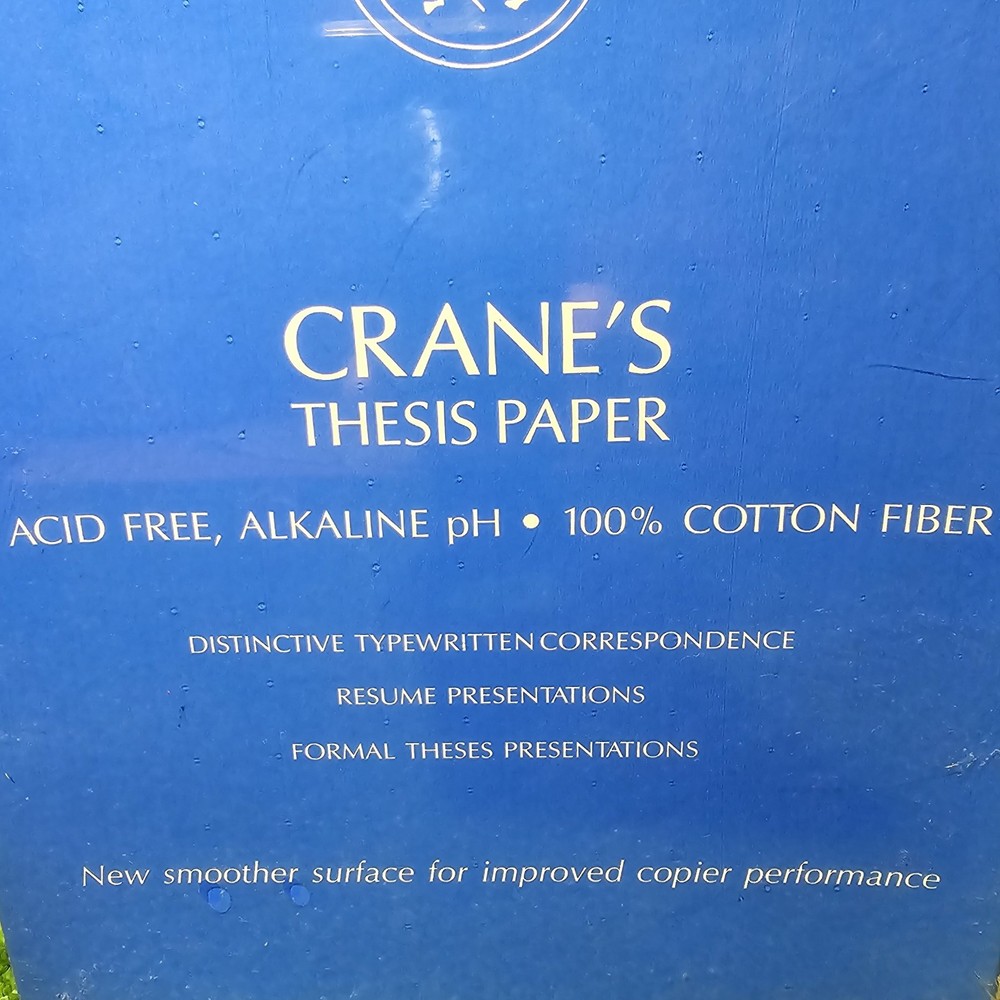 CRANE'S
THESIS PAPER
ACID FREE, ALKALINE pH • 100% COTTON FIBER
DISTINCTIVE TYPEWRITTEN CORRESPONDENCE
RESUME PRESENTATIONS
FORMAL THESES PRESENTATIONS
New smoother surface for improved copier performance